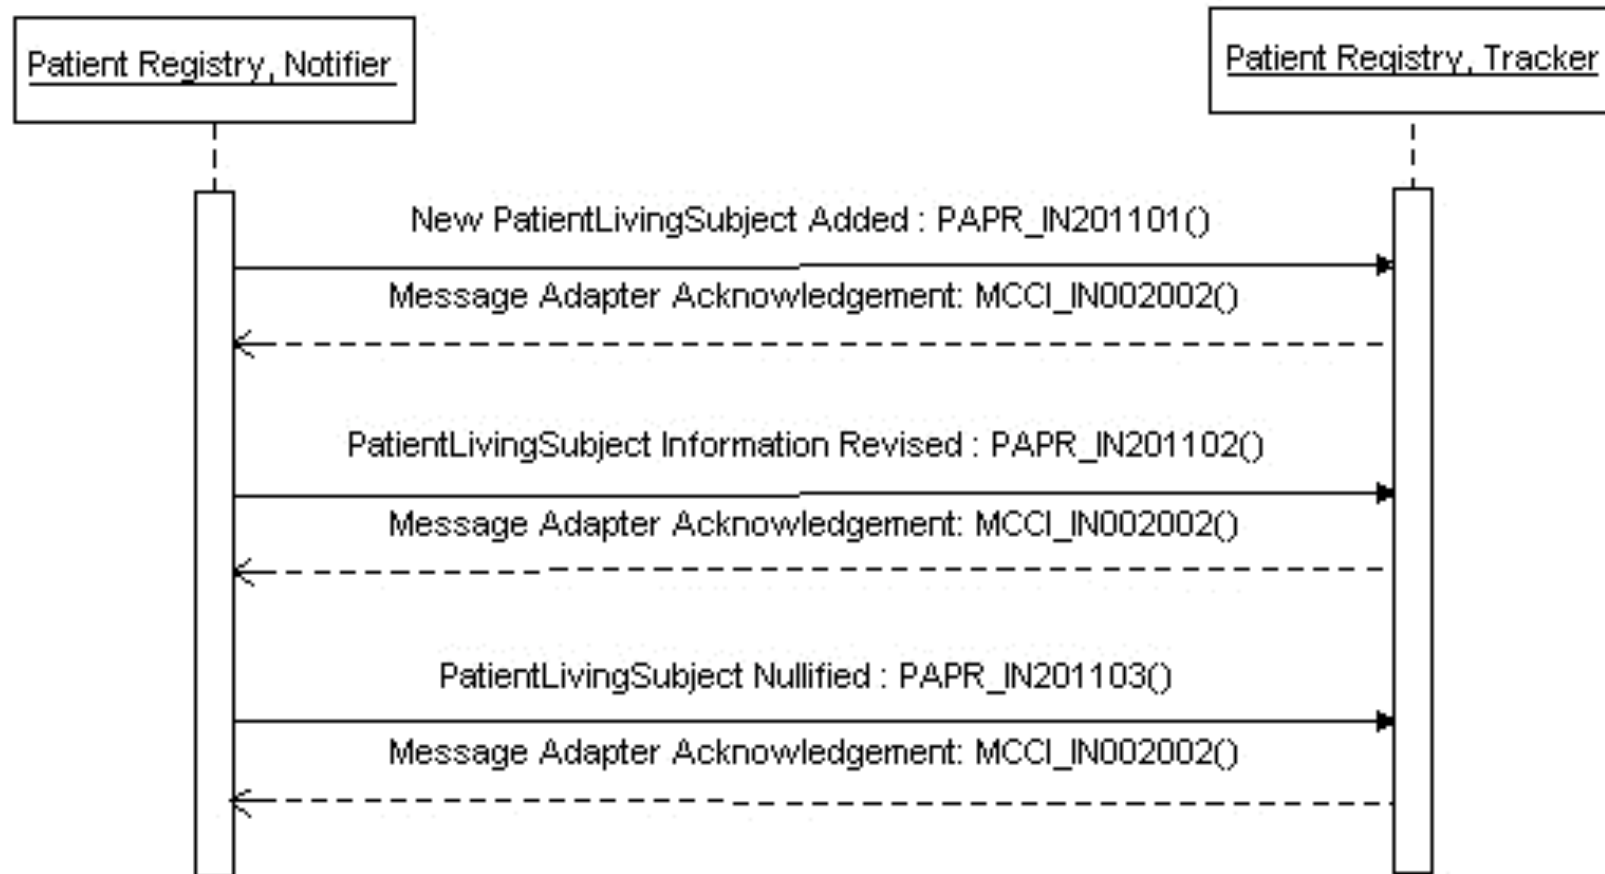 Patient Registry, Notifier
Patient Registry, Tracker
New PatientLivingSubject Added : PAPR_IN201101()
Message Adapter Acknowledgement: MCCI_IN002002()
PatientLivingSubject Information Revised : PAPR_IN201102()
Message Adapter Acknowledgement: MCCI_IN002002()
PatientLivingSubject Nullified : PAPR_IN201103()
Message Adapter Acknowledgement: MCCI_IN002002()